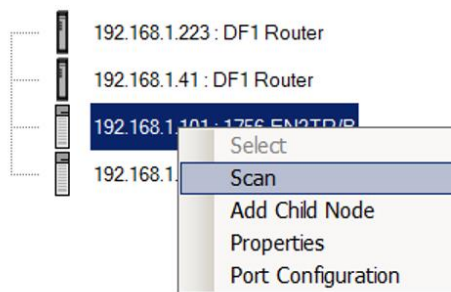 192.168.1.223 : DF1 Router
192.168.1.41 : DF1 Router
192.168.1.101 : 1756-EN2TR/B
192.168.1.
Select
Scan
Add Child Node
Properties
Port Configuration